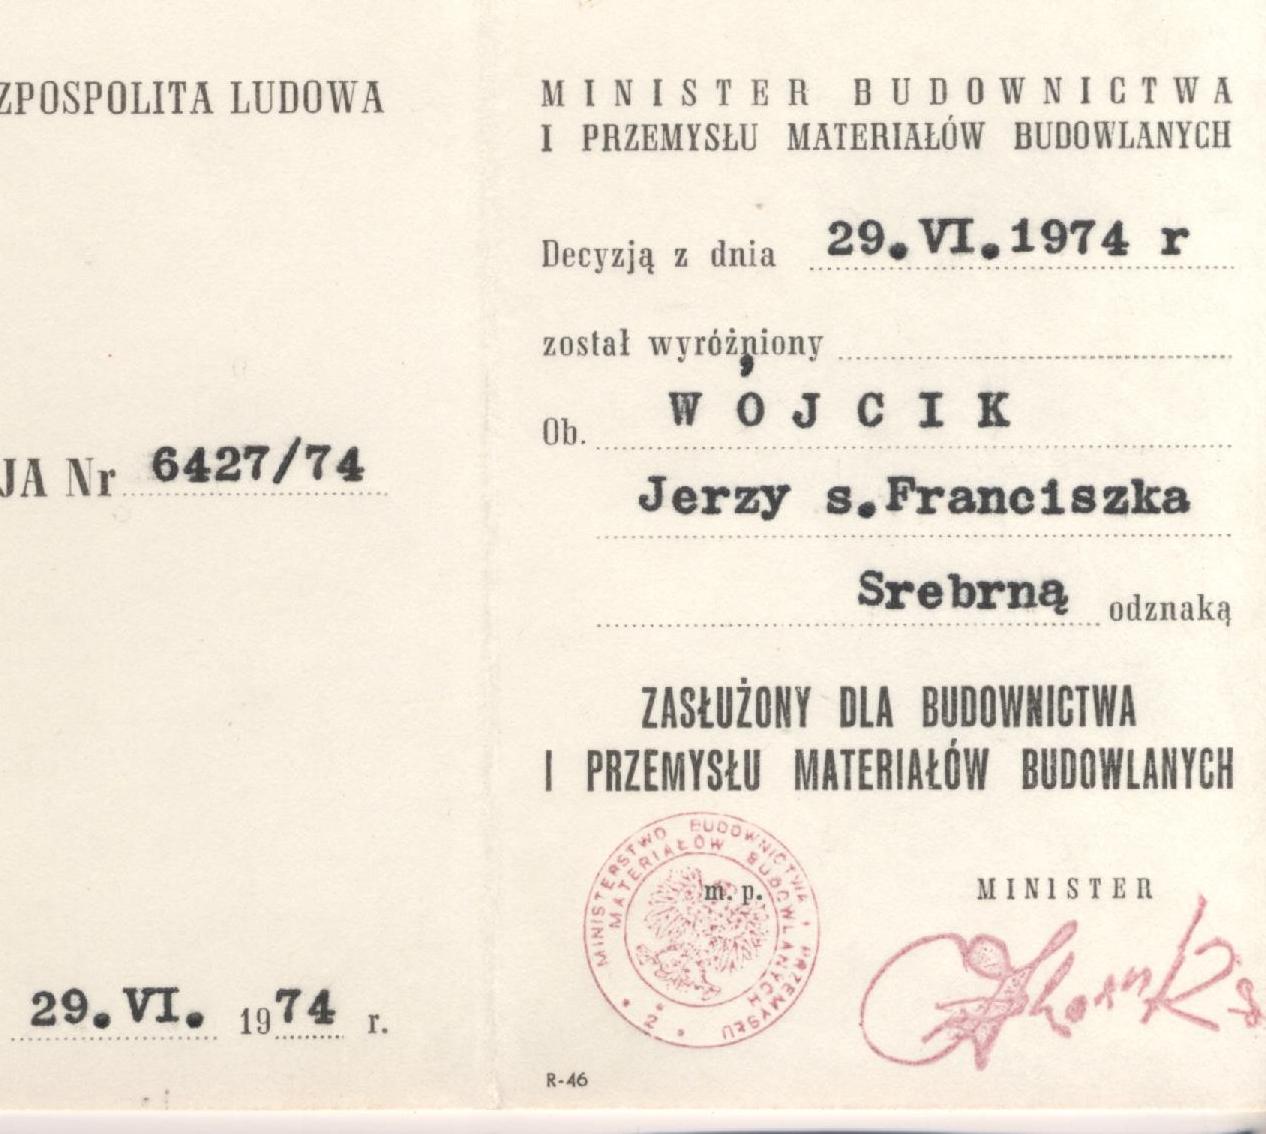 ZPOSPOLITA LUDOWA
JA Nr 6427/74
29.VI. 1974 r.
MINISTER BUDOWNICTWA
I PRZEMYSŁU MATERIAŁÓW BUDOWLANYCH
Decyzją z dnia 29.VI.1974 r
został wyróżniony
Ob. WÓJCIK
Jerzy s.Franciszka
Srebrną odznaką
ZASŁUŻONY DLA BUDOWNICTWA
I PRZEMYSŁU MATERIAŁÓW BUDOWLANYCH
MINISTERSTWO BUDOWNICTWA I PRZEMYSŁU
MATERIAŁÓW BUDOWLANYCH
2
m. p.
MINISTER
R-46